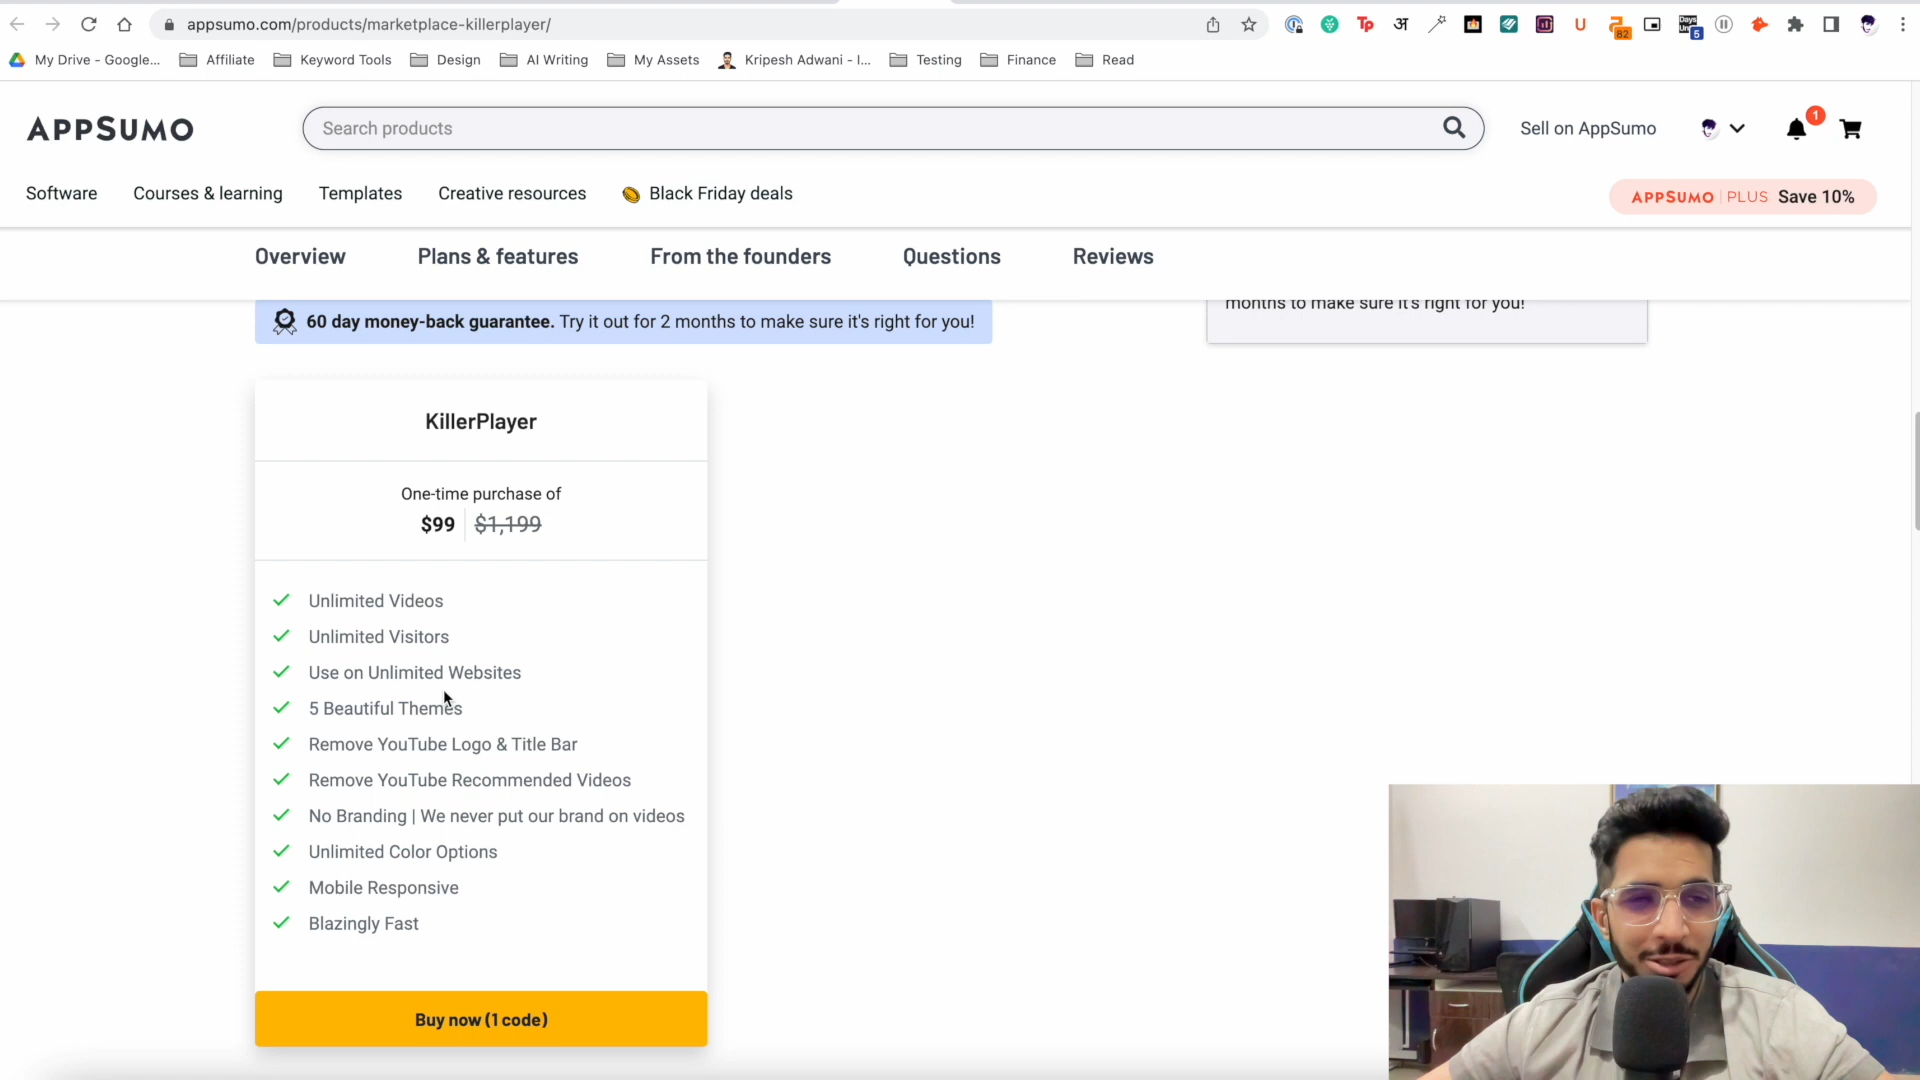 appsumo.com/products/marketplace-killerplayer/
My Drive - Google...
Affiliate
Keyword Tools
Design
AI Writing
My Assets
Kripesh Adwani - I...
Testing
Finance
Read
82
5
APPSUMO
Search products
Sell on AppSumo
1
Software
Courses & learning
Templates
Creative resources
Black Friday deals
APPSUMO | PLUS Save 10%
Overview
Plans & features
From the founders
Questions
Reviews
60 day money-back guarantee. Try it out for 2 months to make sure it's right for you!
months to make sure it's right for you!
KillerPlayer
One-time purchase of
$99 $1,199
Unlimited Videos
Unlimited Visitors
Use on Unlimited Websites
5 Beautiful Themes
Remove YouTube Logo & Title Bar
Remove YouTube Recommended Videos
No Branding | We never put our brand on videos
Unlimited Color Options
Mobile Responsive
Blazingly Fast
Buy now (1 code)